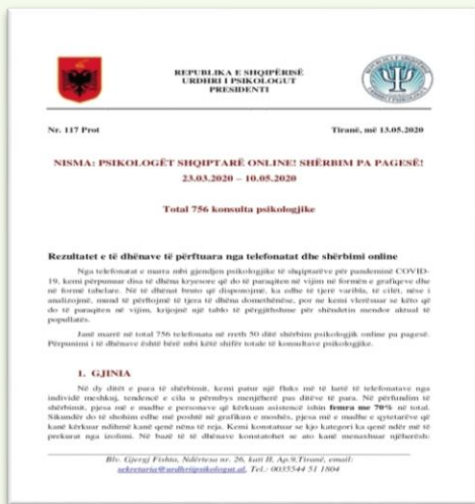 REPUBLIKA E SHQIPËRISË
URDHRI I PSIKOLOGUT
PRESIDENTI
Nr. 117 Prot
Tiranë, më 13.05.2020
NISMA: PSIKOLOGËT SHQIPTARË ONLINE! SHËRBIM PA PAGESË!
23.03.2020 – 10.05.2020
Total 756 konsulta psikologjike
Rezultatet e të dhënave të përftuara nga telefonatat dhe shërbimi online
Nga telefonatat e marra mbi gjendjen psikologjike të shqiptarëve për pandeminë COVID-
19, kemi përpunuar disa të dhëna kryesore që do të paraqiten në vijim në formën e grafiqeve dhe
në formë tabelare. Në të dhënat bruto që disponojmë, ka edhe të tjerë variabla, të cilët, nëse i
analizojmë, mund të përftojmë të tjera të dhëna domethënëse, por ne kemi vlerësuar se këto që
do të paraqiten në vijim, krijojnë një tablo të përgjithshme për shëndetin mendor aktual të
popullatës.
Janë marrë në total 756 telefonata në rreth 50 ditë shërbim psikologjik online pa pagesë.
Përpunimi i të dhënave është bërë mbi këtë shifër totale të konsultave psikologjike.
1. GJINIA
Në dy ditët e para të shërbimit, kemi patur një fluks më të lartë të telefonatave nga
individë meshkuj, tendencë e cila u përmbys menjëherë pas ditëve të para. Në përfundim të
shërbimit, pjesa më e madhe e personave që kërkuan asistencë ishin femra me 70% në total.
Sikundër do të shohim edhe më poshtë në grafikun e moshës, pjesa më e madhe e qytetarëve që
kanë kërkuar ndihmë kanë qenë nëna të reja. Kemi konstatuar se kjo kategori ka qenë ndër më të
prekurat nga izolimi. Në bazë të të dhënave konstatohet se ato kanë menaxhuar njëherësh:
Blv. Gjergj Fishta, Ndërtesa nr. 26, kati II, Ap.9,Tiranë, email:
sekretaria@urdhriipsikologut.al, Tel.: 0035544 51 1804